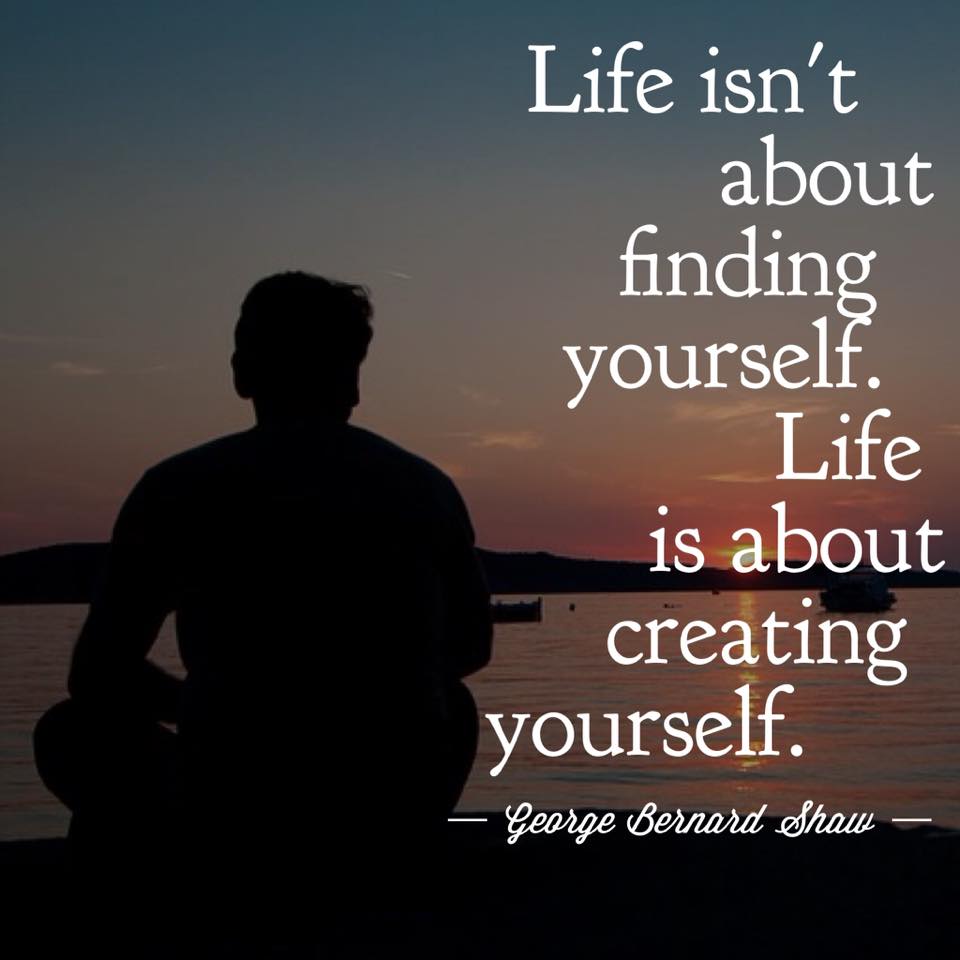 Life isn't
about
finding
yourself.
Life
is about
creating
yourself.
— George Bernard Shaw —